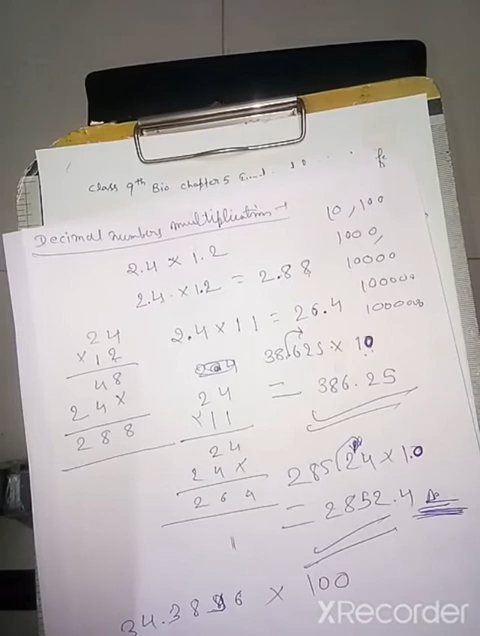 class 9th Bio chapter 5
Decimal numbers multiplications →
10, 100
1000,
10000
100000
1000000
2.4 × 1.2
2.4 × 1.2 = 2.88
2.4 × 11 = 26.4
24
×12
48
24×
288
24
×11
24
24×
264
38.625 × 10
= 386.25
285.24 × 10
= 2852.4
34.38 6 × 100
XRecorder